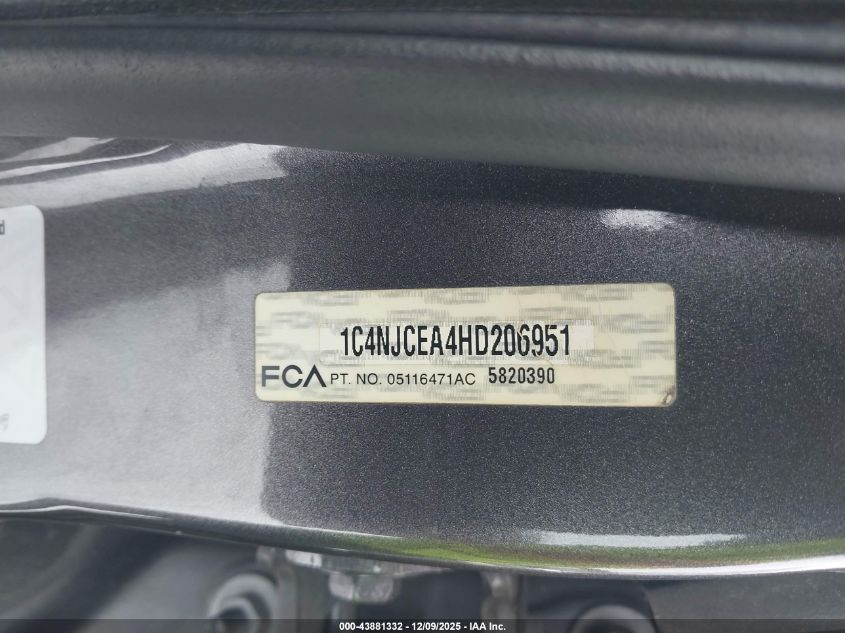 1C4NJCEA4HD206951
FCA PT. NO. 05116471AC 5820390
000-43881332 - 12/09/2025 - IAA Inc.